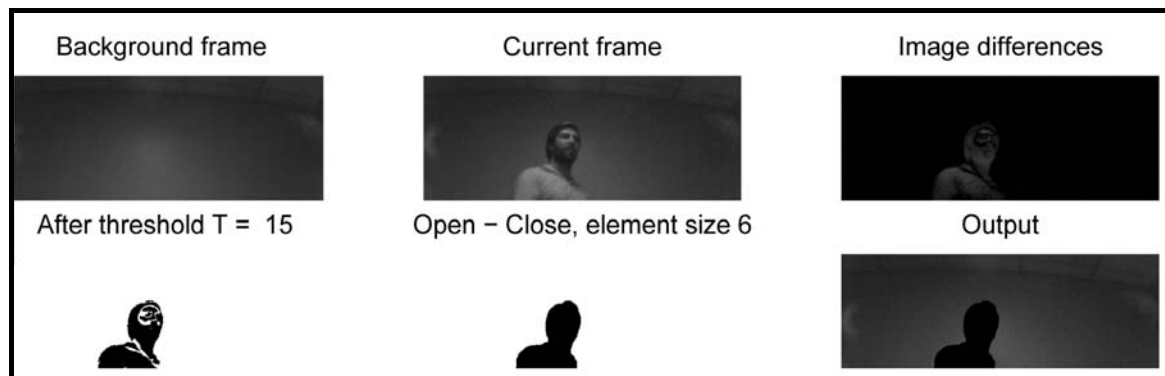 Background frame
Current frame
Image differences
After threshold T = 15
Open − Close, element size 6
Output